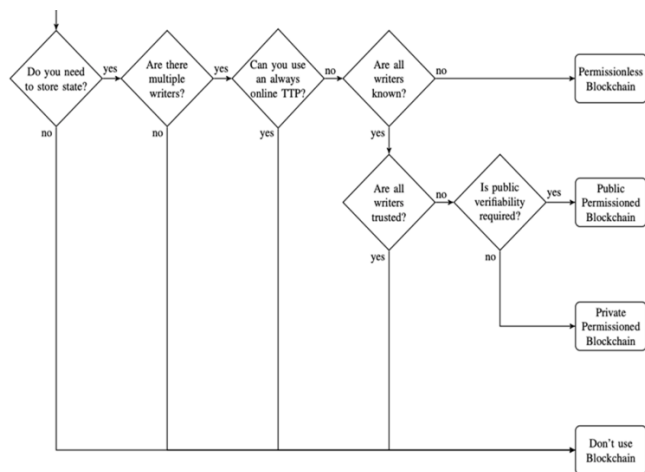 Do you need
to store state?
yes
no
Are there
multiple
writers?
yes
no
Can you use
an always
online TTP?
no
yes
Are all
writers
known?
no
yes
Permissionless
Blockchain
Are all
writers
trusted?
no
yes
Is public
verifiability
required?
yes
no
Public
Permissioned
Blockchain
Private
Permissioned
Blockchain
Don't use
Blockchain